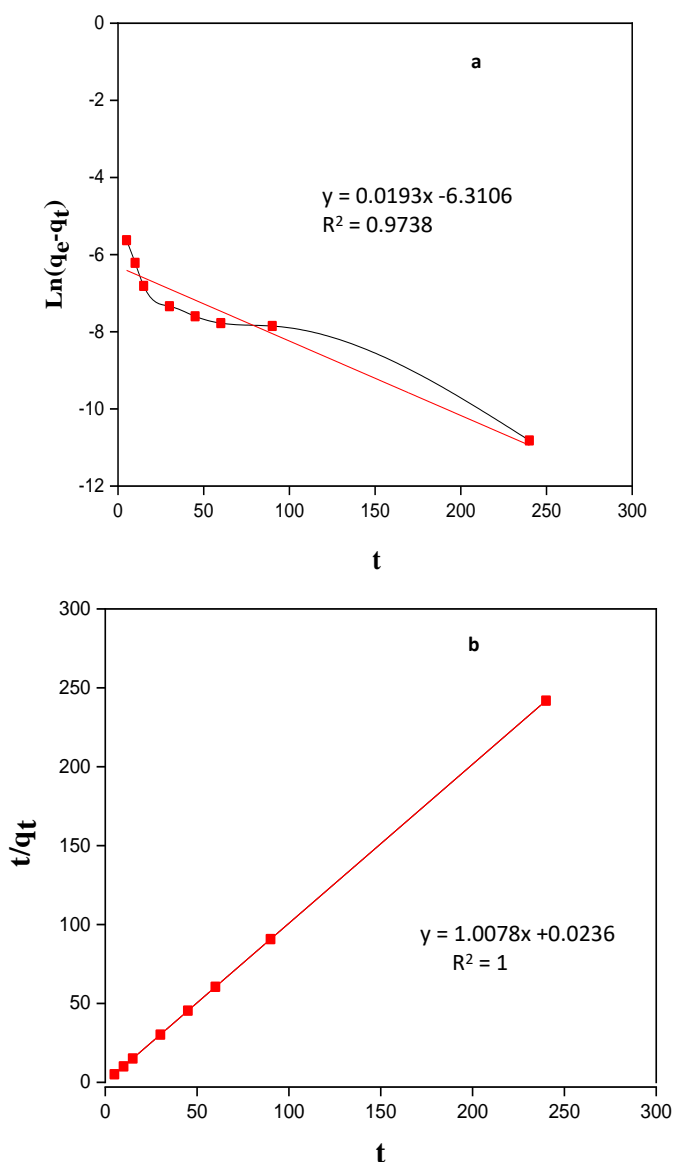 0
a
-2
-4
y = 0.0193x -6.3106
R² = 0.9738
-6
Ln(qe-qt)
-8
-10
-12
0 50 100 150 200 250 300
t
300
b
250
200
t/qt
150
100
y = 1.0078x +0.0236
R² = 1
50
0
0 50 100 150 200 250 300
t